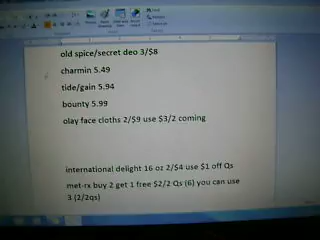 old spice/secret deo 3/$8
charmin 5.49
tide/gain 5.94
bounty 5.99
olay face cloths 2/$9 use $3/2 coming
international delight 16 oz 2/$4 use $1 off Qs
met-rx buy 2 get 1 free $2/2 Qs (6) you can use
3 (2/2qs)